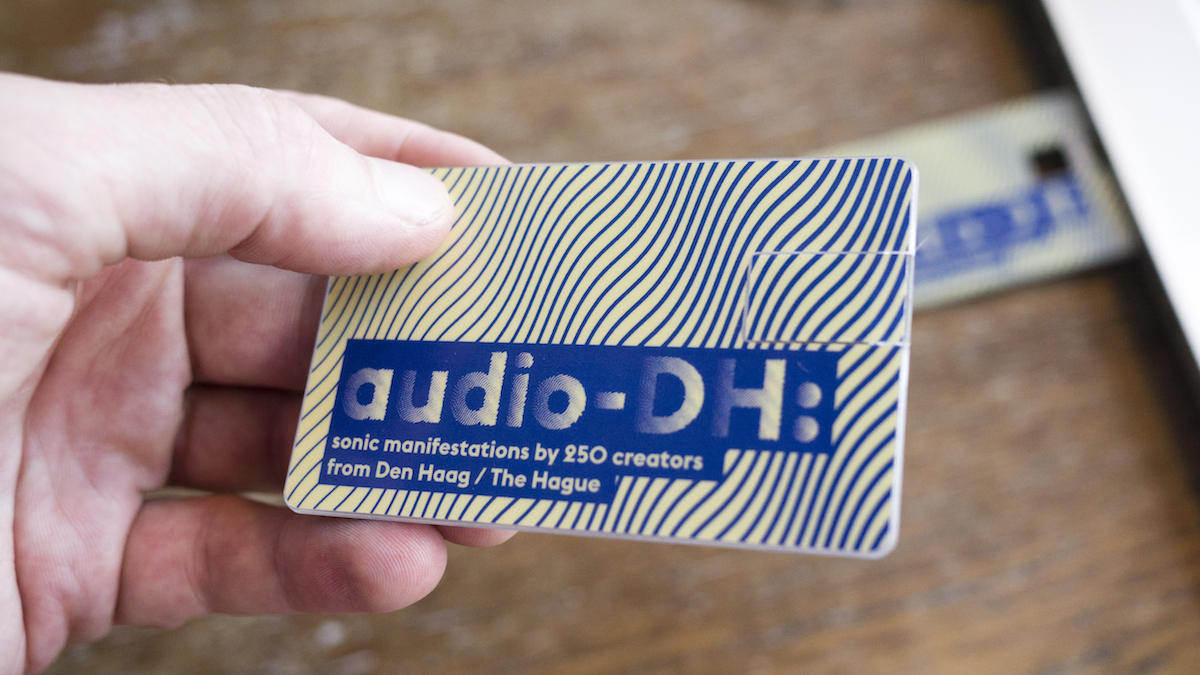 audio-DH:
sonic manifestations by 250 creators
from Den Haag / The Hague